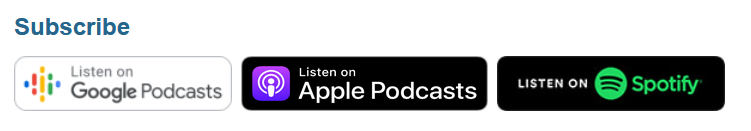 Subscribe
Listen on
Google Podcasts
Listen on
Apple Podcasts
LISTEN ON Spotify